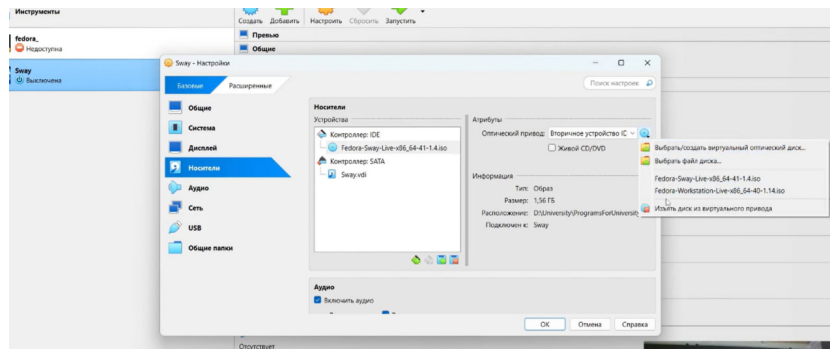 Инструменты
Создать Добавить Настроить Сбросить Запустить
fedora_
Недоступна
Sway
Выключена
Превью
Общие
Sway - Настройки
Базовые Расширенные
Поиск настроек
Общие
Система
Дисплей
Носители
Аудио
Сеть
USB
Общие папки
Носители
Устройства
Контроллер: IDE
Fedora-Sway-Live-x86_64-41-1.4.iso
Контроллер: SATA
Sway.vdi
Атрибуты
Оптический привод: Вторичное устройство IC
Живой CD/DVD
Информация
Тип: Образ
Размер: 1,56 ГБ
Расположение: D:\University\ProgramsForUniversity
Подключен к: Sway
Выбрать/создать виртуальный оптический диск...
Выбрать файл диска...
Fedora-Sway-Live-x86_64-41-1.4.iso
Fedora-Workstation-Live-x86_64-40-1.14.iso
Изъять диск из виртуального привода
Аудио
Включить аудио
OK Отмена Справка
Отсутствует